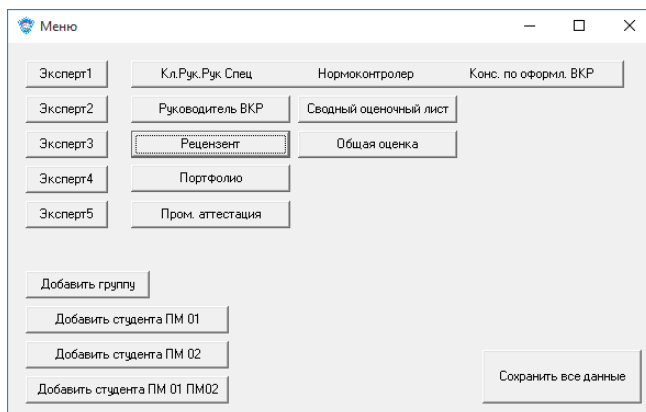 Меню
Эксперт1 Кл.Рук.Рук Спец Нормоконтролер Конс. по оформл. ВКР
Эксперт2 Руководитель ВКР Сводный оценочный лист
Эксперт3 Рецензент Общая оценка
Эксперт4 Портфолио
Эксперт5 Пром. аттестация
Добавить группу
Добавить студента ПМ 01
Добавить студента ПМ 02
Добавить студента ПМ 01 ПМ02
Сохранить все данные